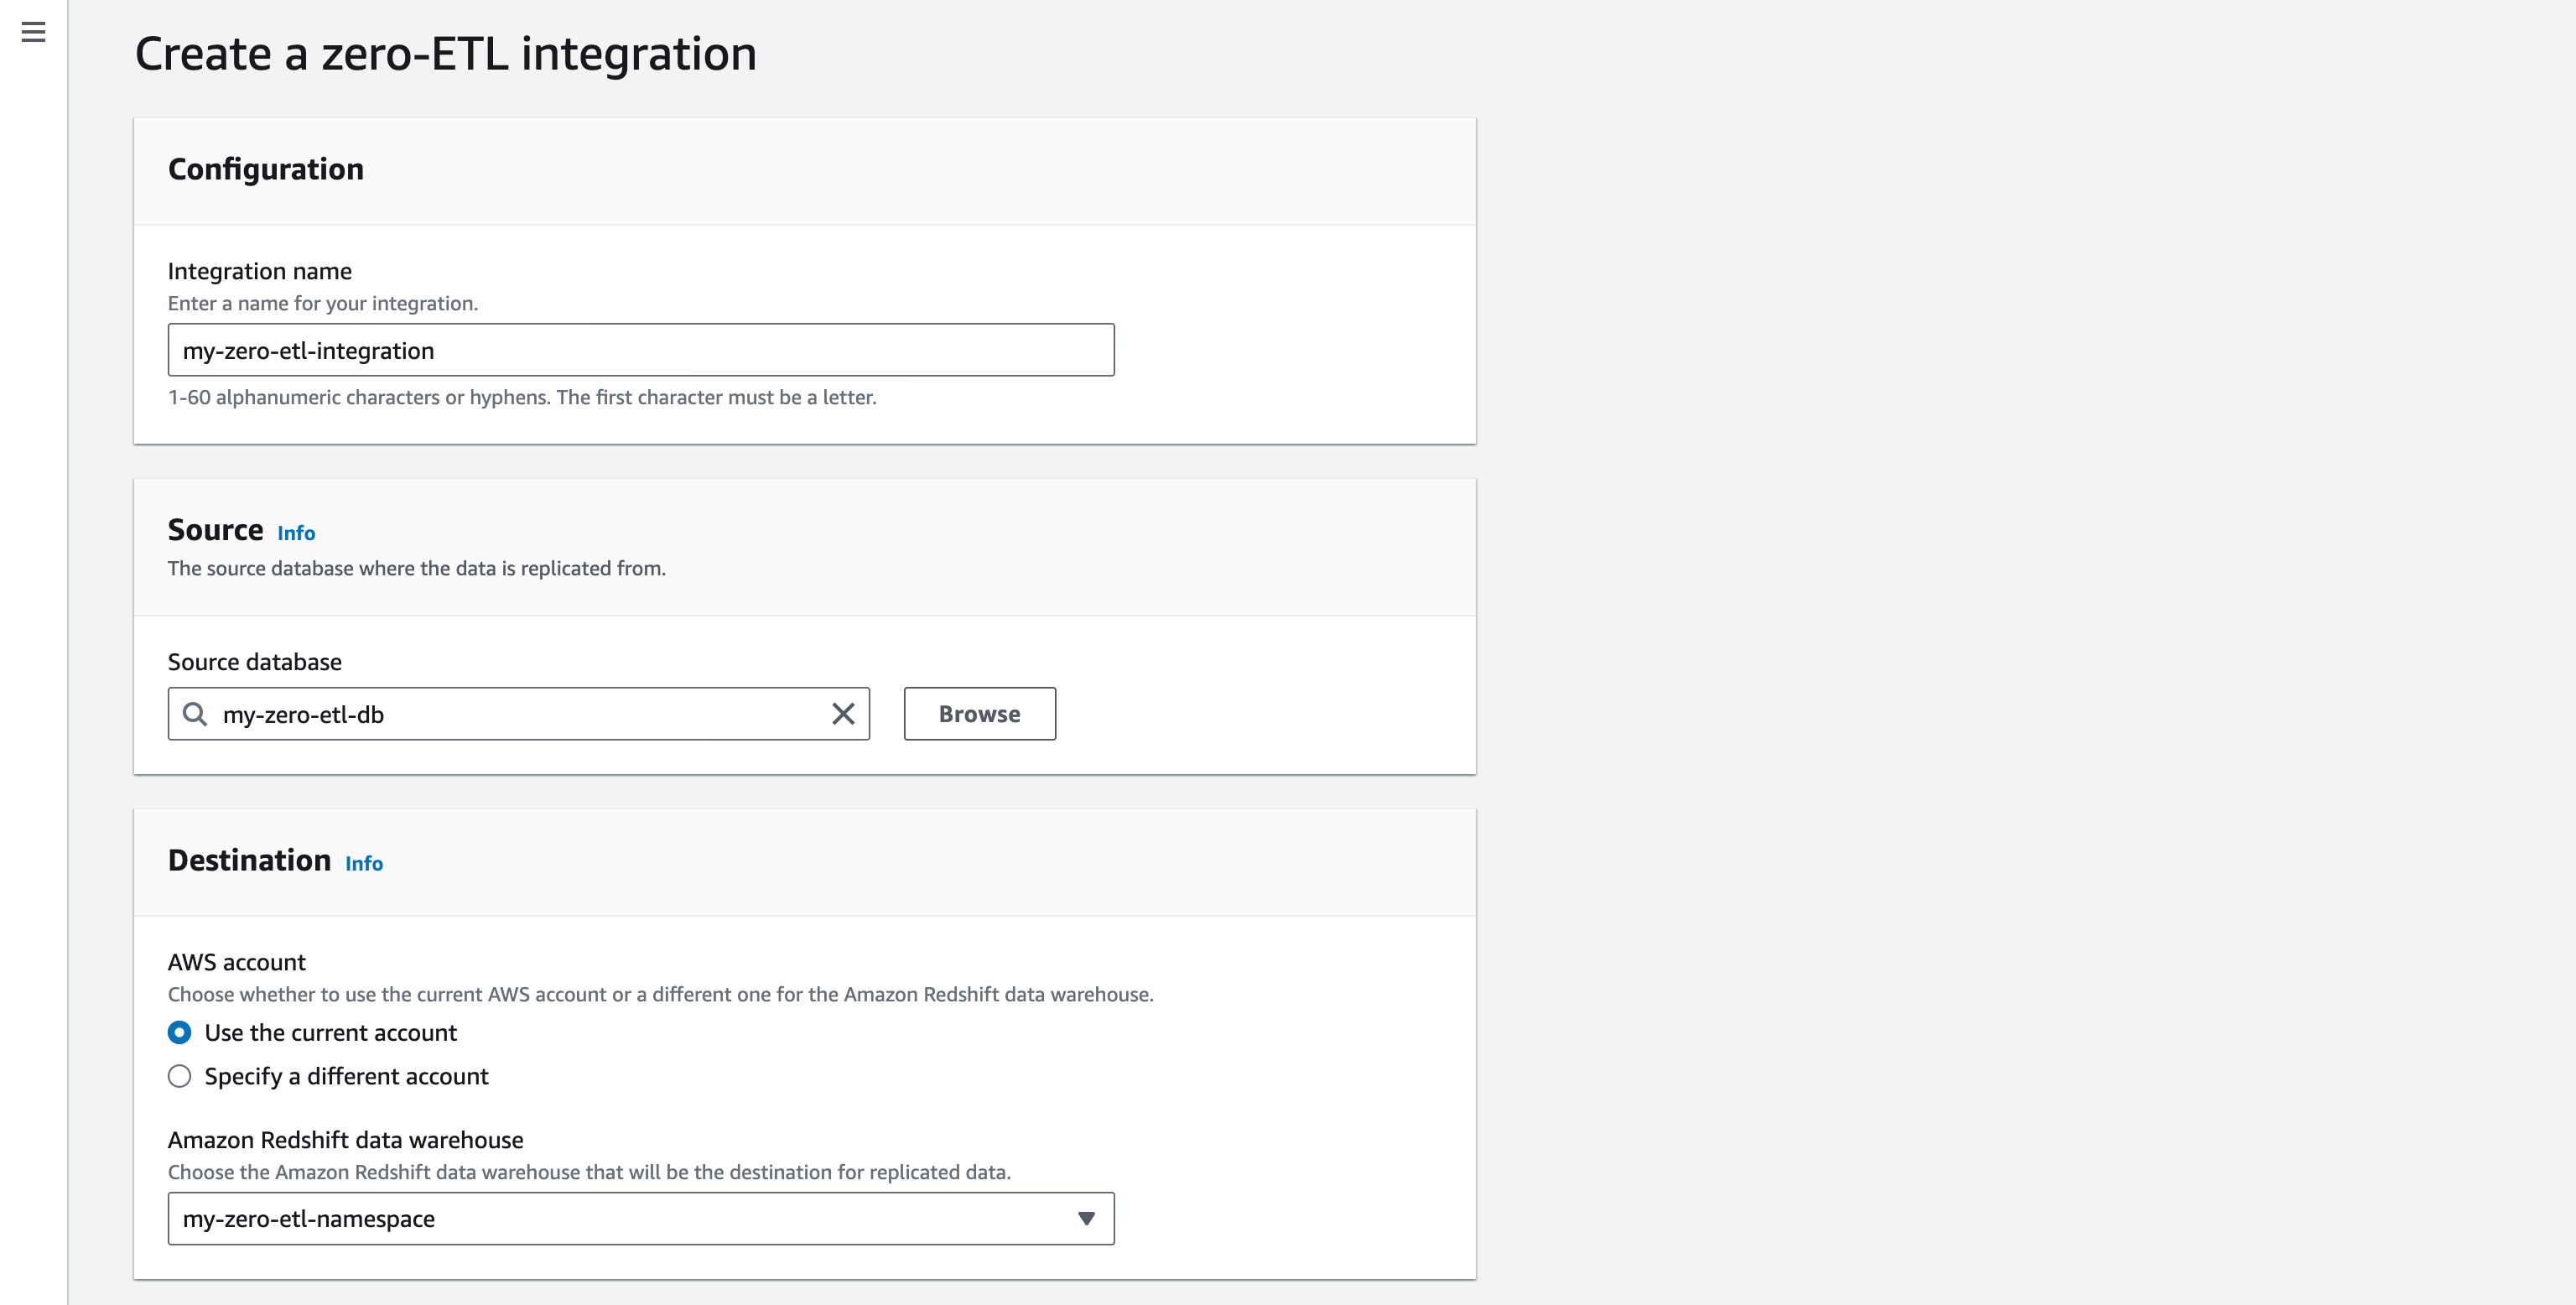 Create a zero-ETL integration
Configuration
Integration name
Enter a name for your integration.
my-zero-etl-integration
1-60 alphanumeric characters or hyphens. The first character must be a letter.
Source Info
The source database where the data is replicated from.
Source database
my-zero-etl-db Browse
Destination Info
AWS account
Choose whether to use the current AWS account or a different one for the Amazon Redshift data warehouse.
Use the current account
Specify a different account
Amazon Redshift data warehouse
Choose the Amazon Redshift data warehouse that will be the destination for replicated data.
my-zero-etl-namespace